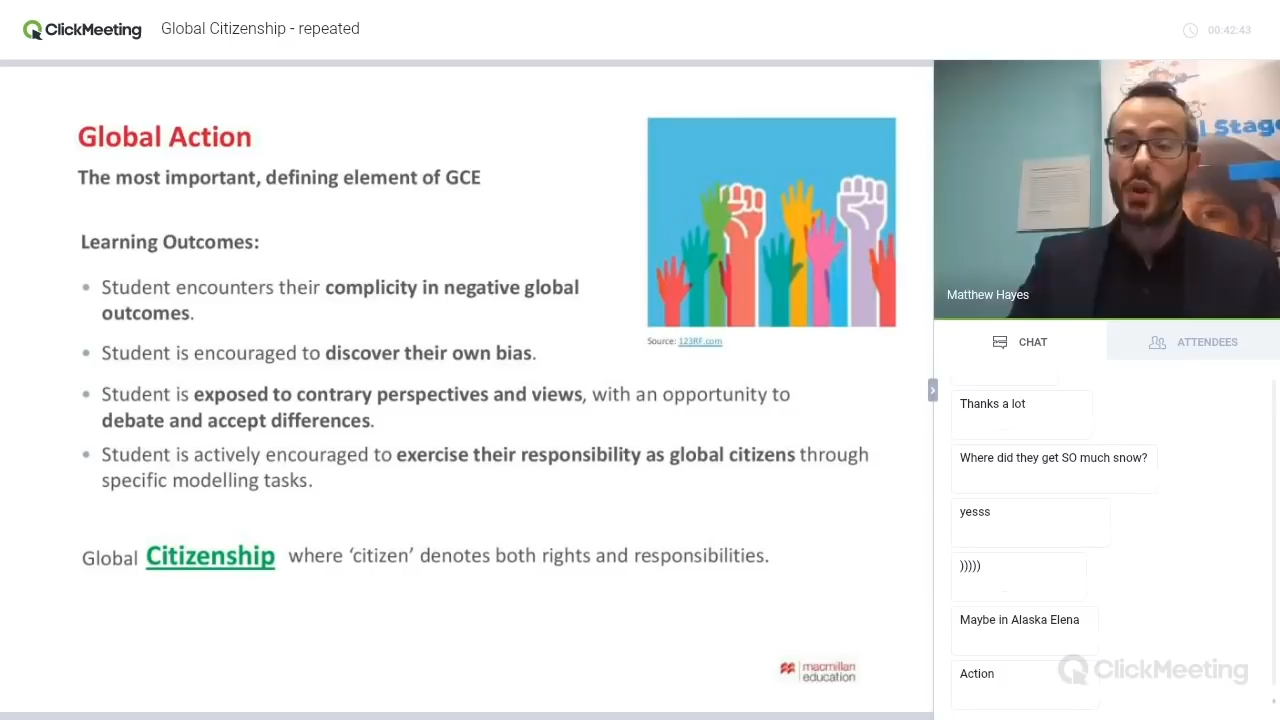 ClickMeeting
Global Citizenship - repeated
00:42:43
Global Action
The most important, defining element of GCE
Learning Outcomes:
• Student encounters their complicity in negative global
outcomes.
• Student is encouraged to discover their own bias.
• Student is exposed to contrary perspectives and views, with an opportunity to
debate and accept differences.
• Student is actively encouraged to exercise their responsibility as global citizens through
specific modelling tasks.
Global Citizenship where ‘citizen’ denotes both rights and responsibilities.
Source: 123RF.com
macmillan
education
Stage
Matthew Hayes
CHAT
ATTENDEES
Thanks a lot
Where did they get SO much snow?
yesss
)))))
Maybe in Alaska Elena
Action
ClickMeeting